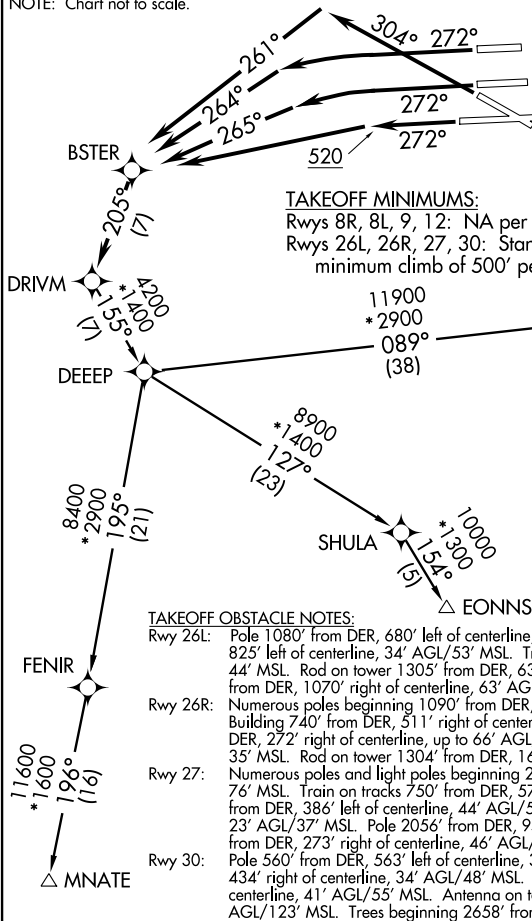 NOTE: Chart not to scale.
304°
272°
261°
264°
272°
265°
272°
520
BSTER
205°
(7)
TAKEOFF MINIMUMS:
Rwys 8R, 8L, 9, 12: NA per
Rwys 26L, 26R, 27, 30: Stan
minimum climb of 500' pe
DRIVM
4200
*1400
155°
(7)
11900
*2900
089°
(38)
DEEEP
8900
*1400
127°
(23)
8400
*2900
195°
(21)
SHULA
10000
*1300
154°
(5)
EONNS
TAKEOFF OBSTACLE NOTES:
Rwy 26L: Pole 1080' from DER, 680' left of centerline,
825' left of centerline, 34' AGL/53' MSL. Tr
44' MSL. Rod on tower 1305' from DER, 63
from DER, 1070' right of centerline, 63' AG
Rwy 26R: Numerous poles beginning 1090' from DER,
Building 740' from DER, 511' right of center
DER, 272' right of centerline, up to 66' AGL
35' MSL. Rod on tower 1304' from DER, 16
Rwy 27: Numerous poles and light poles beginning 2
76' MSL. Train on tracks 750' from DER, 57
from DER, 386' left of centerline, 44' AGL/5
23' AGL/37' MSL. Pole 2056' from DER, 9
from DER, 273' right of centerline, 46' AGL/
Rwy 30: Pole 560' from DER, 563' left of centerline, 3
434' right of centerline, 34' AGL/48' MSL.
centerline, 41' AGL/55' MSL. Antenna on t
AGL/123' MSL. Trees beginning 2658' from
FENIR
11600
*1600
196°
(16)
MNATE